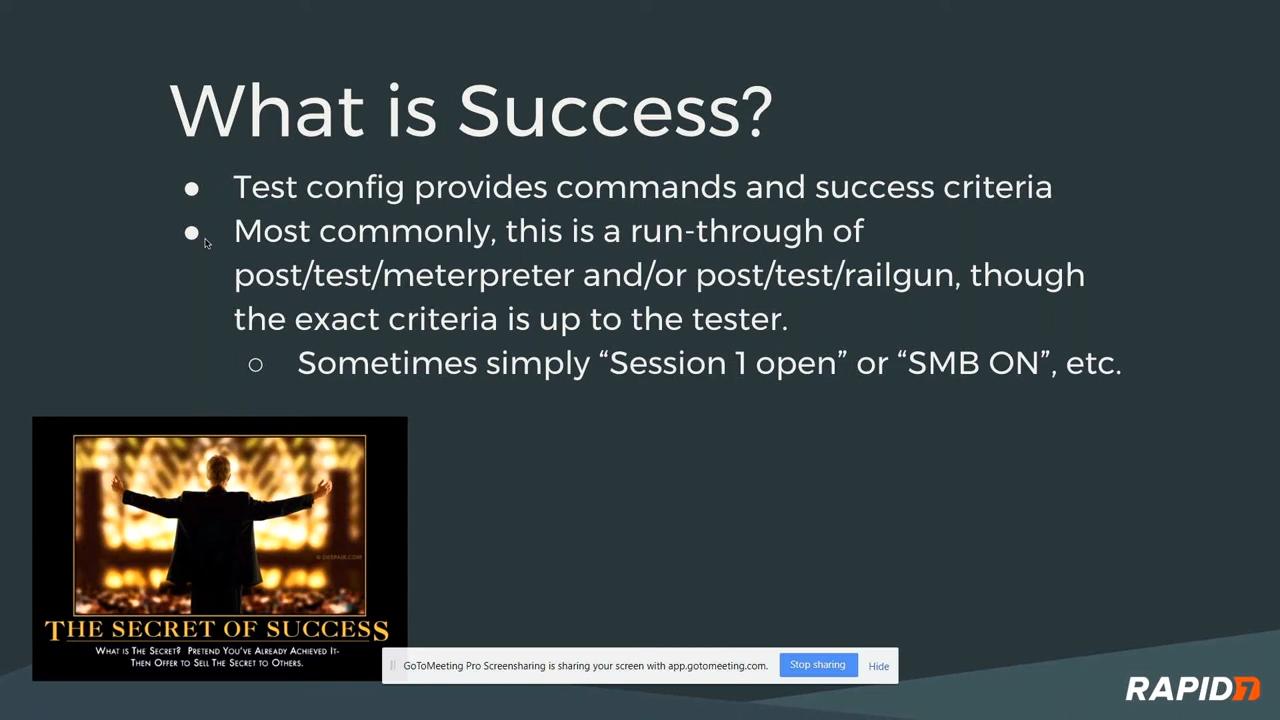 What is Success?
● Test config provides commands and success criteria
● Most commonly, this is a run-through of
post/test/meterpreter and/or post/test/railgun, though
the exact criteria is up to the tester.
○ Sometimes simply “Session 1 open” or “SMB ON”, etc.
© DESPAIR.COM
THE SECRET OF SUCCESS
WHAT IS THE SECRET? PRETEND YOU'VE ALREADY ACHIEVED IT-
THEN OFFER TO SELL THE SECRET TO OTHERS.
GoToMeeting Pro Screensharing is sharing your screen with app.gotomeeting.com. Stop sharing Hide
RAPID7